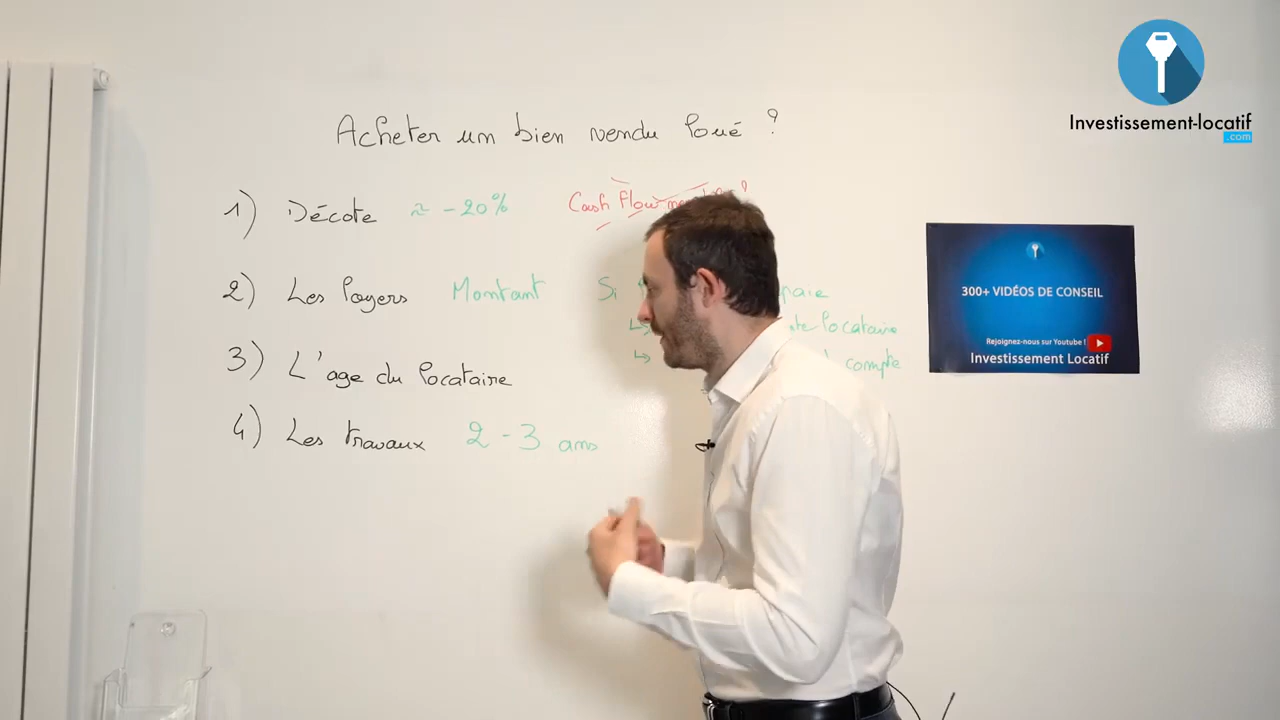 Investissement-locatif
.com
Acheter un bien vendu loué ?
1) Décote ≈ -20% Cash Flow
2) Les loyers Montant Si paie
locataire
compte
3) L'age du locataire
4) Les travaux 2 - 3 ans
300+ VIDÉOS DE CONSEIL
Rejoignez-nous sur Youtube !
Investissement Locatif